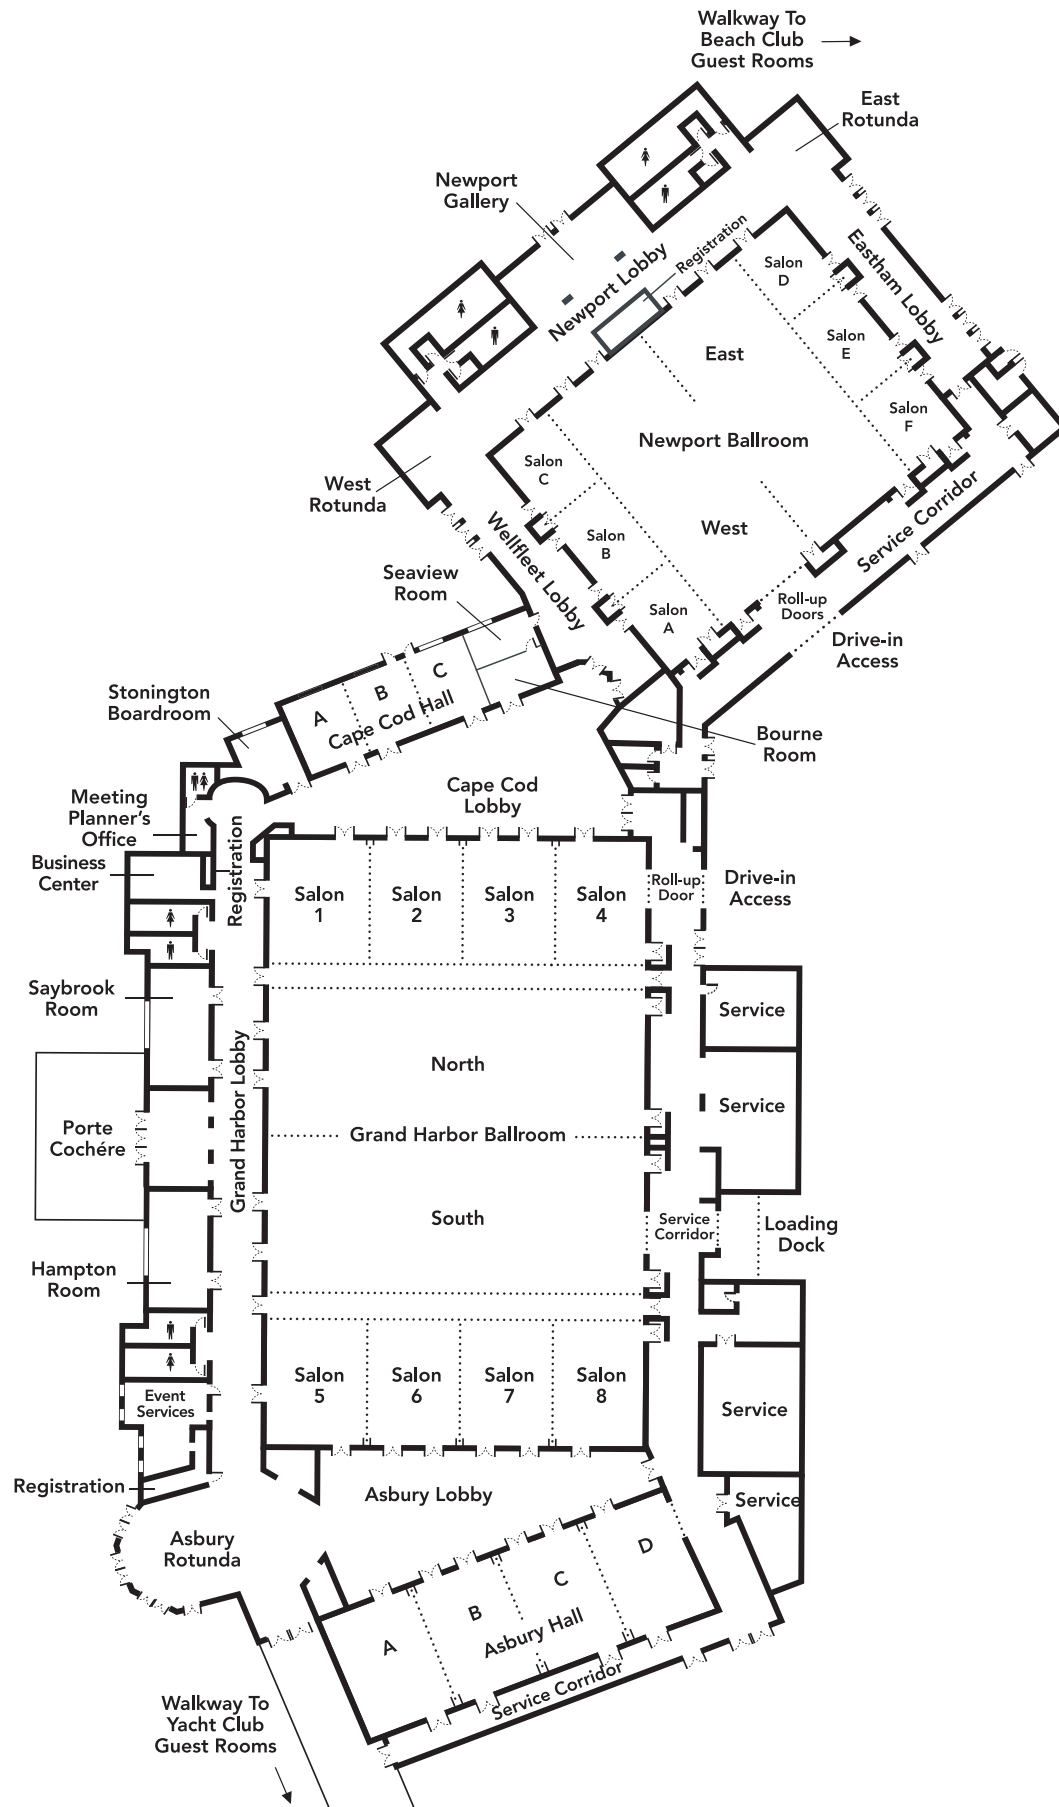 Walkway To
Beach Club
Guest Rooms
East
Rotunda
Newport
Gallery
Registration
Newport Lobby
Eastham Lobby
Salon
D
East
Salon
E
Salon
F
Newport Ballroom
Salon
C
West
Rotunda
West
Service Corridor
Wellfleet Lobby
Salon
B
Seaview
Room
Salon
A
Roll-up
Doors
Drive-in
Access
Stonington
Boardroom
A
B
C
Cape Cod Hall
Bourne
Room
Cape Cod
Lobby
Meeting
Planner's
Office
Business
Center
Registration
Salon
1
Salon
2
Salon
3
Salon
4
Roll-up
Door
Drive-in
Access
Saybrook
Room
Service
Grand Harbor Lobby
North
Service
Porte
Cochére
Grand Harbor Ballroom
South
Service
Corridor
Loading
Dock
Hampton
Room
Salon
5
Salon
6
Salon
7
Salon
8
Event
Services
Service
Registration
Asbury Lobby
Service
Asbury
Rotunda
A
B
C
D
Asbury Hall
Service Corridor
Walkway To
Yacht Club
Guest Rooms